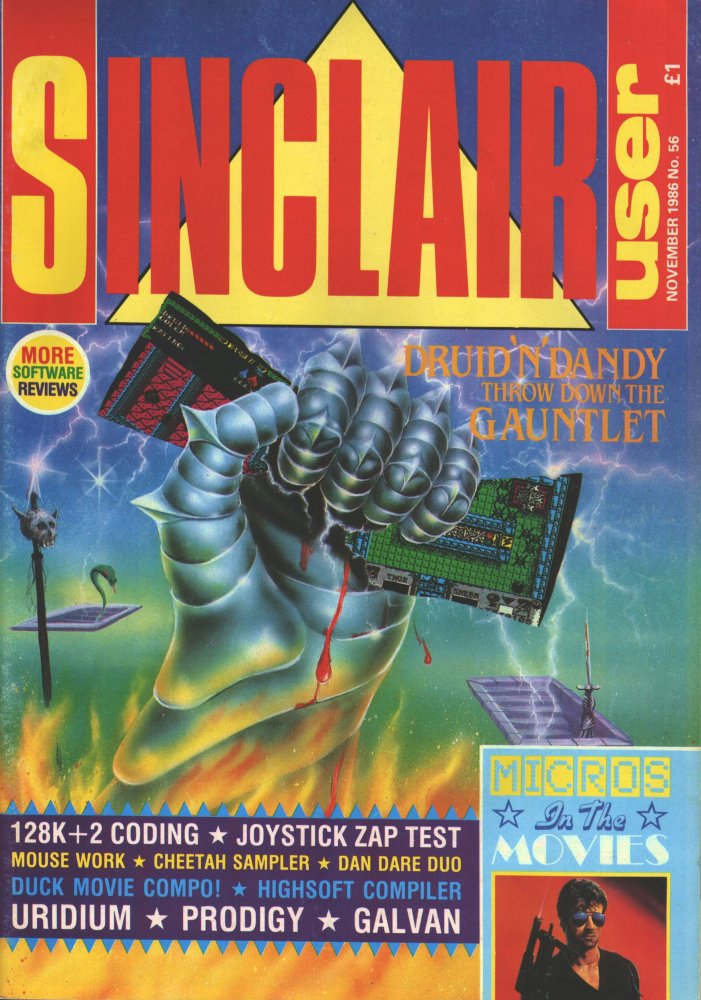 SINCLAIR
user
£1
NOVEMBER 1986 No. 56
MORE
SOFTWARE
REVIEWS
DRUID 'N' DANDY
THROW DOWN THE
GAUNTLET
THOR
SHEBA
MICROS
In The
MOVIES
128K+2 CODING ★ JOYSTICK ZAP TEST
MOUSE WORK ★ CHEETAH SAMPLER ★ DAN DARE DUO
DUCK MOVIE COMPO! ★ HIGHSOFT COMPILER
URIDIUM ★ PRODIGY ★ GALVAN